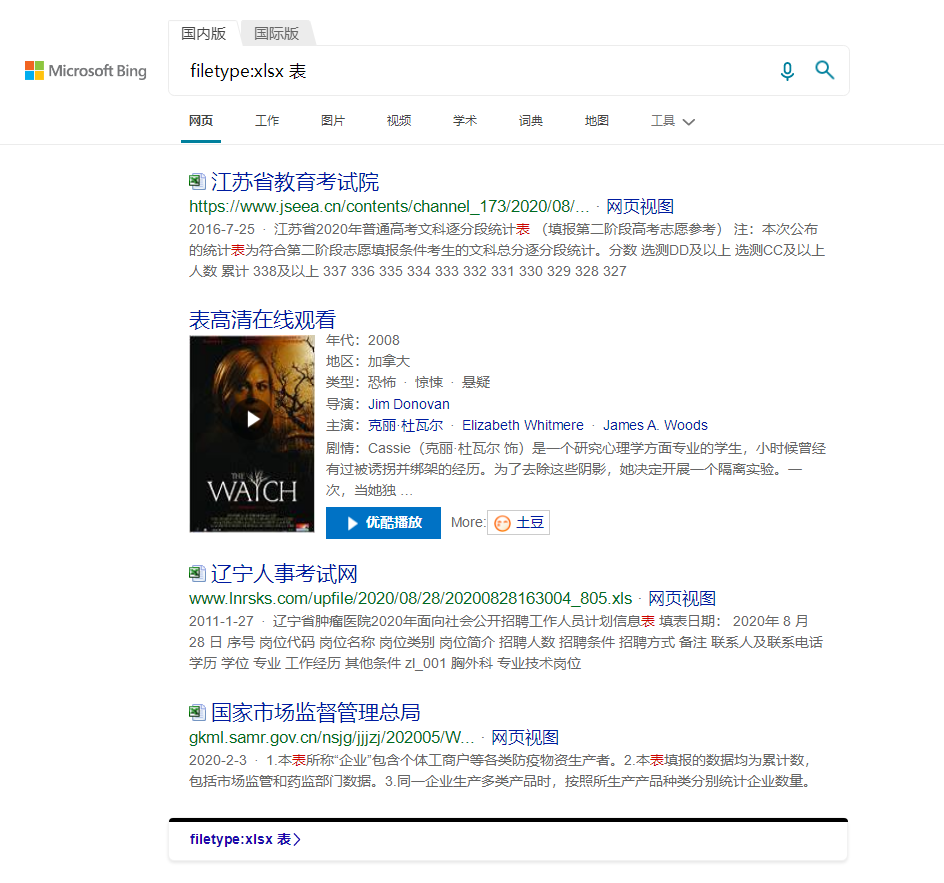 国内版
国际版
Microsoft Bing
filetype:xlsx 表
网页 工作 图片 视频 学术 词典 地图 工具
江苏省教育考试院
https://www.jseea.cn/contents/channel_173/2020/08/… · 网页视图
2016-7-25 · 江苏省2020年普通高考文科逐分段统计表 （填报第二阶段高考志愿参考） 注：本次公布
的统计表为符合第二阶段志愿填报条件考生的文科总分逐分段统计。分数 选测DD及以上 选测CC及以上
人数 累计 338及以上 337 336 335 334 333 332 331 330 329 328 327
表高清在线观看
THE
WATCH
年代：2008
地区：加拿大
类型：恐怖 · 惊悚 · 悬疑
导演：Jim Donovan
主演：克丽·杜瓦尔 · Elizabeth Whitmere · James A. Woods
剧情：Cassie（克丽·杜瓦尔 饰）是一个研究心理学方面专业的学生，小时候曾经
有过被诱拐并绑架的经历。为了去除这些阴影，她决定开展一个隔离实验。一
次，当她独 …
优酷播放 More: 土豆
辽宁人事考试网
www.lnrsks.com/upfile/2020/08/28/20200828163004_805.xls · 网页视图
2011-1-27 · 辽宁省肿瘤医院2020年面向社会公开招聘工作人员计划信息表 填表日期： 2020年 8 月
28 日 序号 岗位代码 岗位名称 岗位类别 岗位简介 招聘人数 招聘条件 招聘方式 备注 联系人及联系电话
学历 学位 专业 工作经历 其他条件 zl_001 胸外科 专业技术岗位
国家市场监督管理总局
gkml.samr.gov.cn/nsjg/jjjzj/202005/W… · 网页视图
2020-2-3 · 1.本表所称“企业”包含个体工商户等各类防疫物资生产者。2.本表填报的数据均为累计数，
包括市场监管和药监部门数据。3.同一企业生产多类产品时，按照所生产产品种类分别统计企业数量。
filetype:xlsx 表